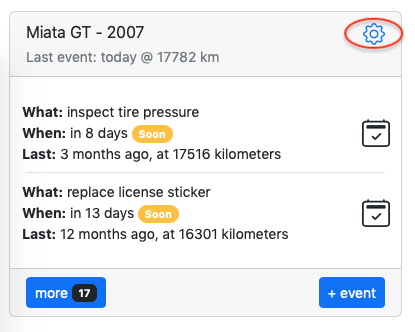 Miata GT - 2007
Last event: today @ 17782 km
What: inspect tire pressure
When: in 8 days Soon
Last: 3 months ago, at 17516 kilometers
What: replace license sticker
When: in 13 days Soon
Last: 12 months ago, at 16301 kilometers
more 17
+ event